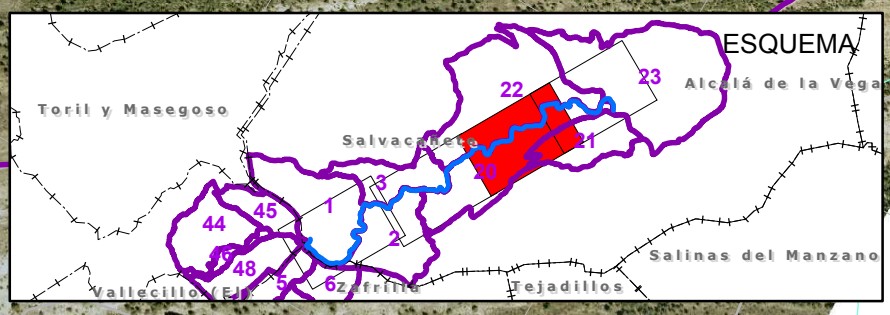 ESQUEMA
22
23
Alcalá de la Vega
Toril y Masegoso
Salvacañete
21
20
3
1
45
44
2
46
48
5
6
Salinas del Manzano
Vallecillo (El)
Zafrilla
Tejadillos